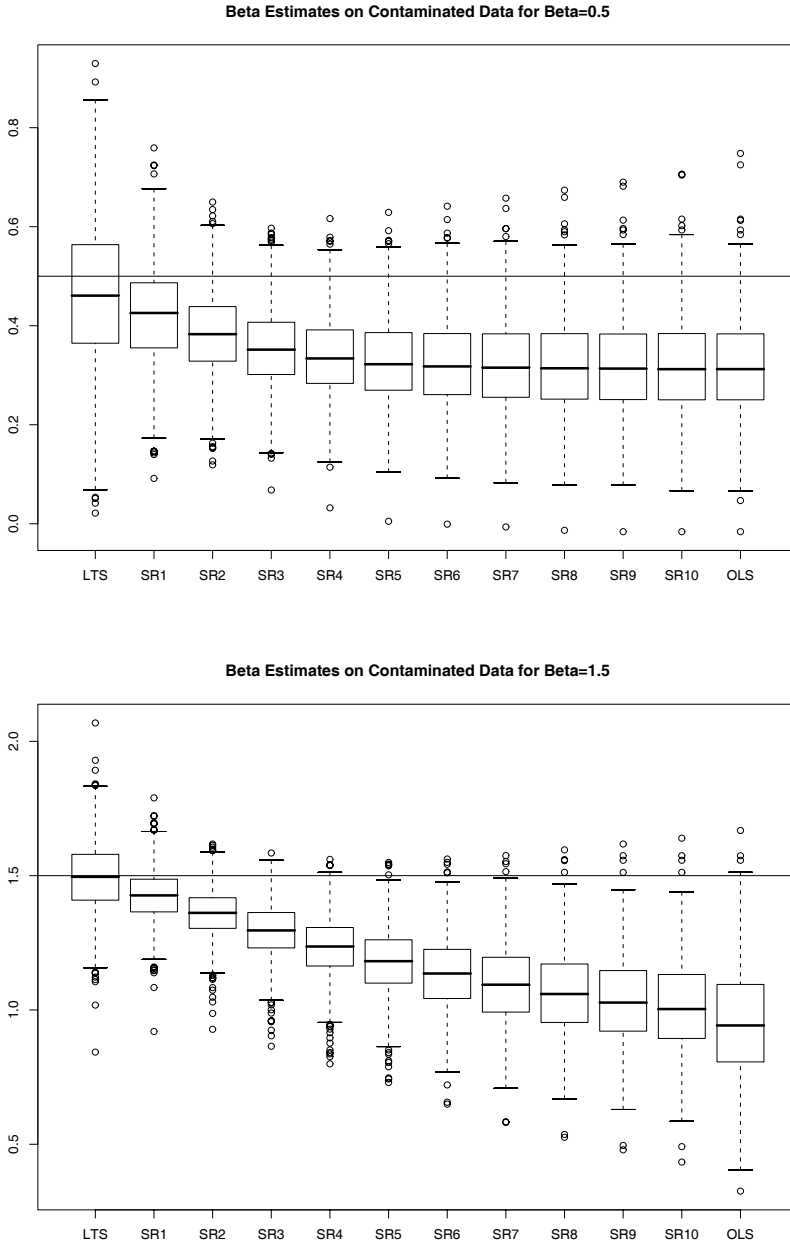 Beta Estimates on Contaminated Data for Beta=0.5
0.8
0.6
0.4
0.2
0.0
LTS SR1 SR2 SR3 SR4 SR5 SR6 SR7 SR8 SR9 SR10 OLS
Beta Estimates on Contaminated Data for Beta=1.5
2.0
1.5
1.0
0.5
LTS SR1 SR2 SR3 SR4 SR5 SR6 SR7 SR8 SR9 SR10 OLS